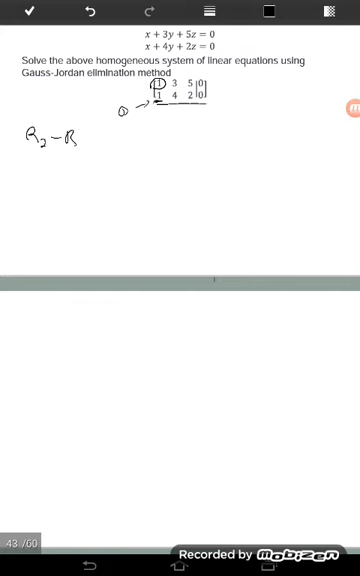 x + 3y + 5z = 0
x + 4y + 2z = 0
Solve the above homogeneous system of linear equations using
Gauss-Jordan elimination method
[1 3 5|0]
[1 4 2|0]
0
R₂ - R
43 /60
Recorded by mobizen